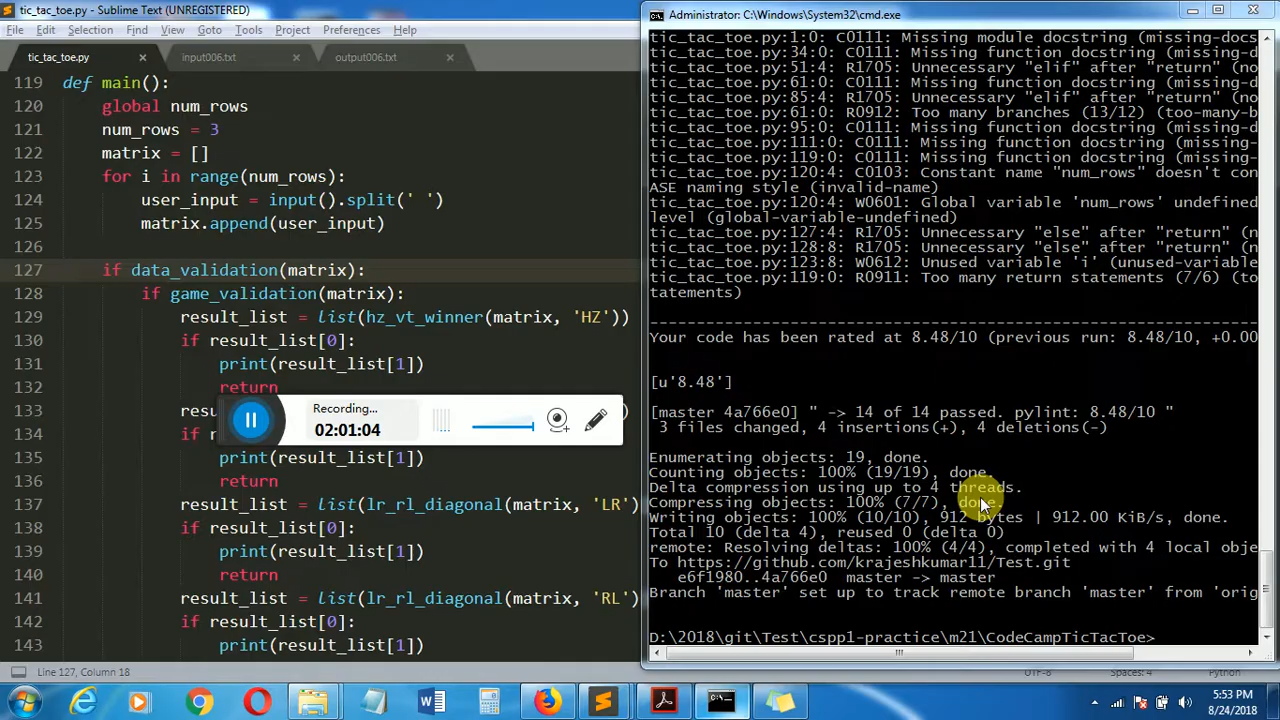 tic_tac_toe.py - Sublime Text (UNREGISTERED)
File Edit Selection Find View Goto Tools Project Preferences Help
tic_tac_toe.py input006.txt output006.txt
119 def main():
120 global num_rows
121 num_rows = 3
122 matrix = []
123 for i in range(num_rows):
124 user_input = input().split(' ')
125 matrix.append(user_input)
126
127 if data_validation(matrix):
128 if game_validation(matrix):
129 result_list = list(hz_vt_winner(matrix, 'HZ'))
130 if result_list[0]:
131 print(result_list[1])
132 return
133 resu )
134 if r
135 print(result_list[1])
136 return
137 result_list = list(lr_rl_diagonal(matrix, 'LR')
138 if result_list[0]:
139 print(result_list[1])
140 return
141 result_list = list(lr_rl_diagonal(matrix, 'RL')
142 if result_list[0]:
143 print(result_list[1])
Recording...
02:01:04
Line 127, Column 18
UTF-8 Spaces: 4 Python
Administrator: C:\Windows\System32\cmd.exe
tic_tac_toe.py:1:0: C0111: Missing module docstring (missing-docs
tic_tac_toe.py:34:0: C0111: Missing function docstring (missing-
tic_tac_toe.py:51:4: R1705: Unnecessary "elif" after "return" (no
tic_tac_toe.py:61:0: C0111: Missing function docstring (missing-
tic_tac_toe.py:85:4: R1705: Unnecessary "elif" after "return" (no
tic_tac_toe.py:61:0: R0912: Too many branches (13/12) (too-many-b
tic_tac_toe.py:95:0: C0111: Missing function docstring (missing-
tic_tac_toe.py:111:0: C0111: Missing function docstring (missing-
tic_tac_toe.py:119:0: C0111: Missing function docstring (missing-
tic_tac_toe.py:120:4: C0103: Constant name "num_rows" doesn't con
ASE naming style (invalid-name)
tic_tac_toe.py:120:4: W0601: Global variable 'num_rows' undefined
level (global-variable-undefined)
tic_tac_toe.py:127:4: R1705: Unnecessary "else" after "return" (n
tic_tac_toe.py:128:8: R1705: Unnecessary "else" after "return" (n
tic_tac_toe.py:123:8: W0612: Unused variable 'i' (unused-variable
tic_tac_toe.py:119:0: R0911: Too many return statements (7/6) (to
tatements)
Your code has been rated at 8.48/10 (previous run: 8.48/10, +0.00
[u'8.48']
[master 4a766e0] " -> 14 of 14 passed. pylint: 8.48/10 "
3 files changed, 4 insertions(+), 4 deletions(-)
Enumerating objects: 19, done.
Counting objects: 100% (19/19), done.
Delta compression using up to 4 threads.
Compressing objects: 100% (7/7), done.
Writing objects: 100% (10/10), 912 bytes | 912.00 KiB/s, done.
Total 10 (delta 4), reused 0 (delta 0)
remote: Resolving deltas: 100% (4/4), completed with 4 local obje
To https://github.com/krajeshkumar11/Test.git
e6f1980..4a766e0 master -> master
Branch 'master' set up to track remote branch 'master' from 'orig
D:\2018\git\Test\cspp1-practice\m21\CodeCampTicTacToe>
5:53 PM
8/24/2018